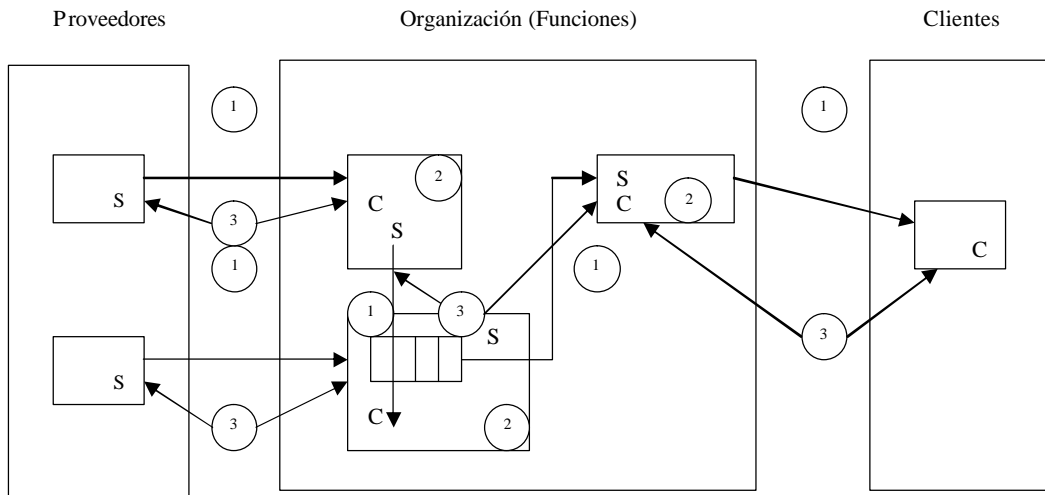 Proveedores
Organización (Funciones)
Clientes
1
1
2
S
C
2
S
C
S
3
1
1
C
1
3
S
3
S
C
3
2